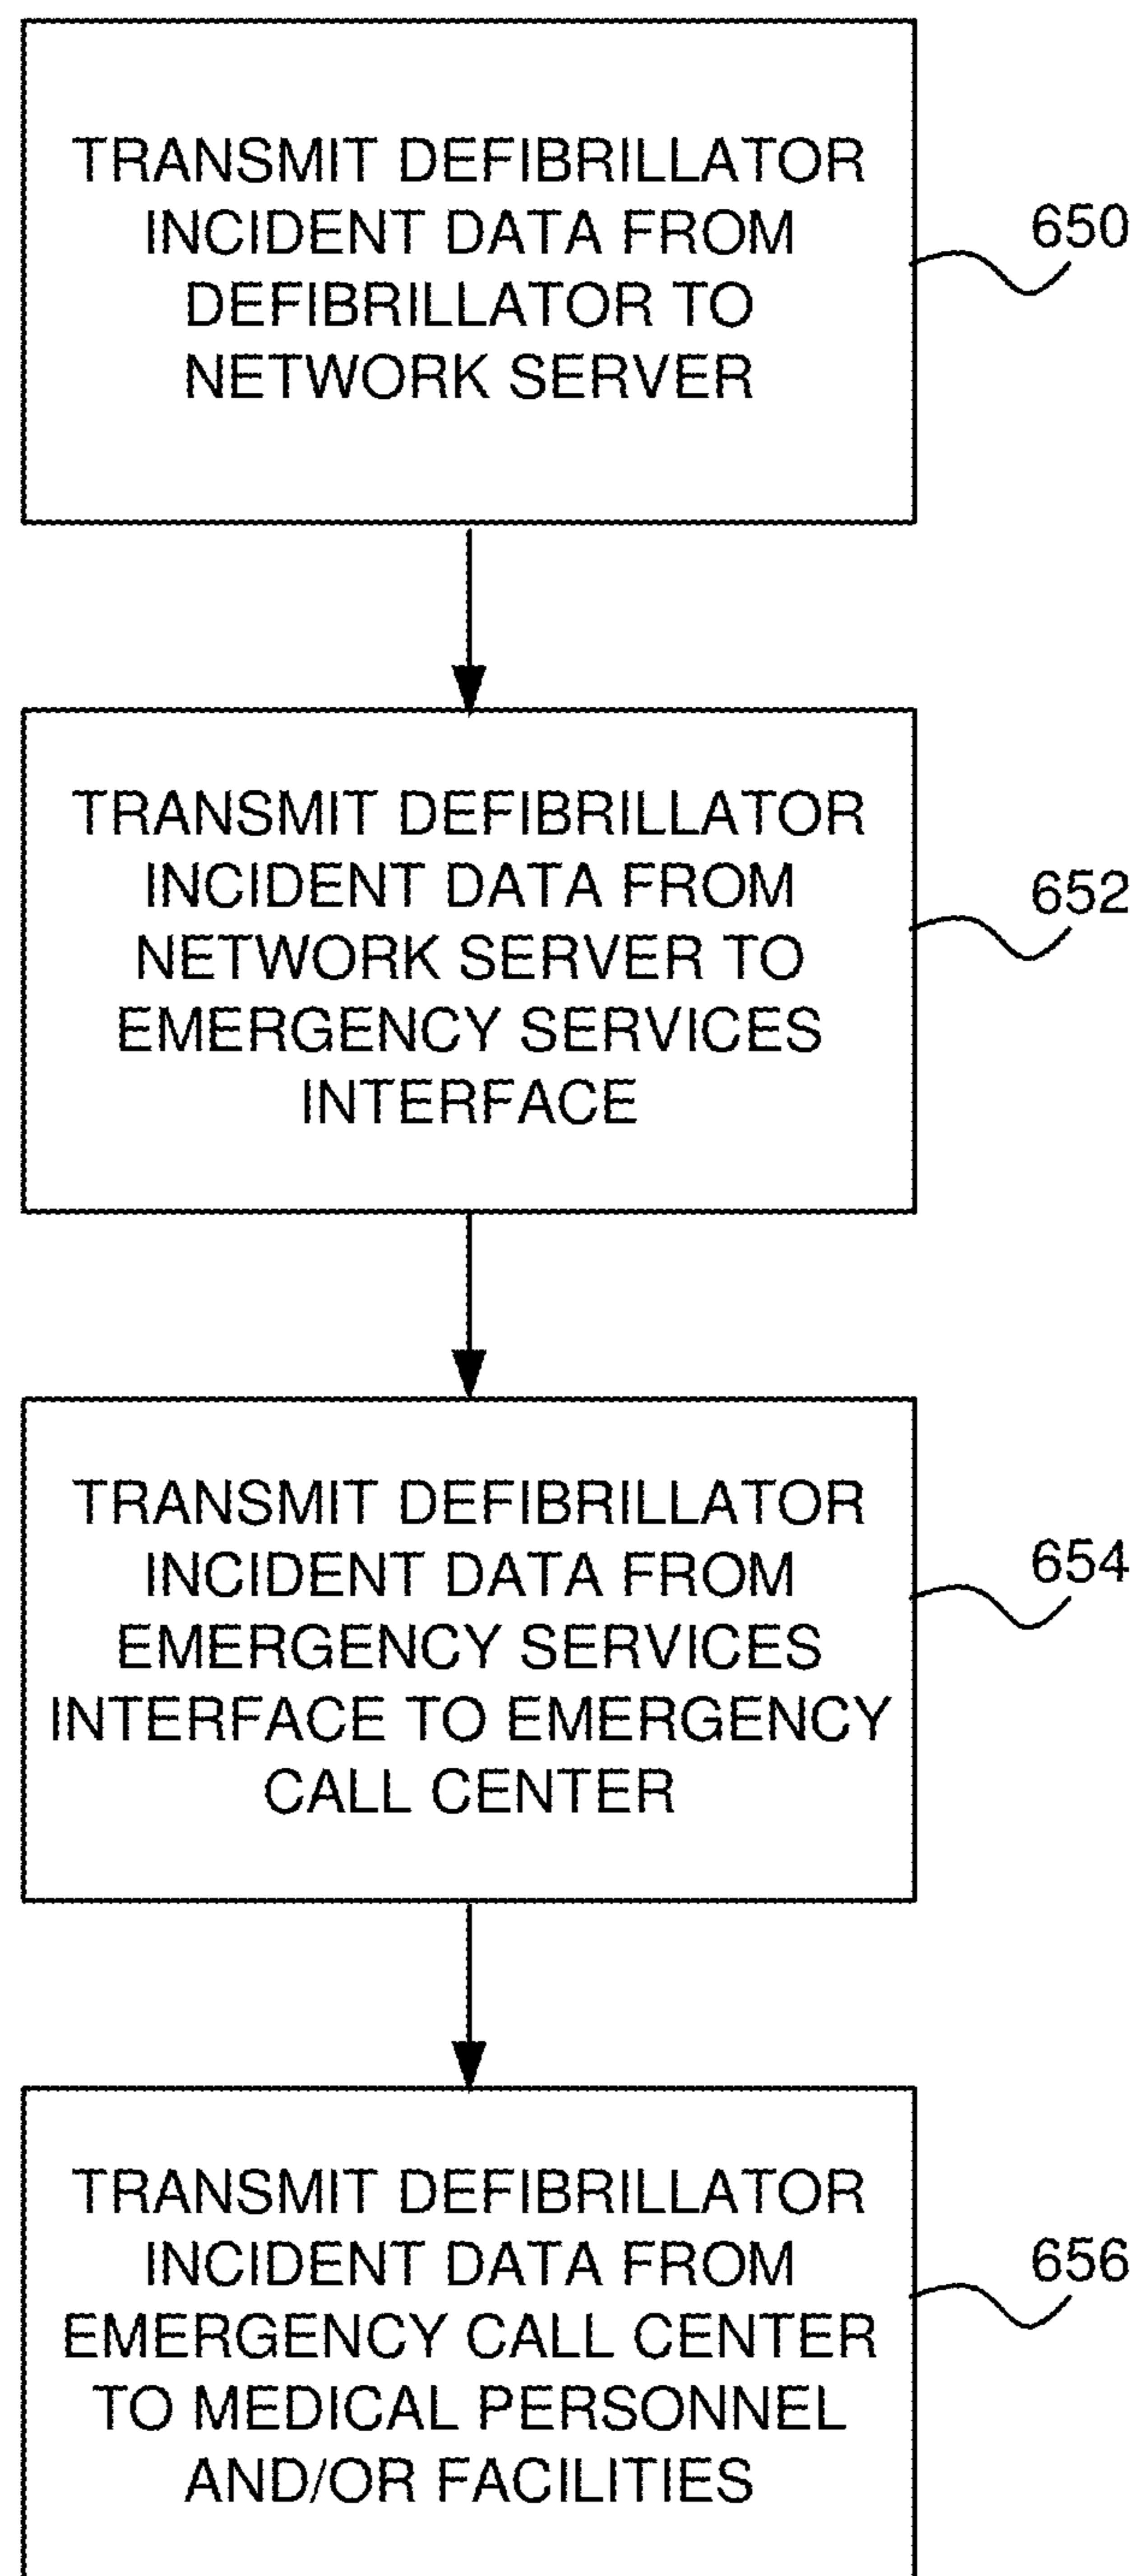 TRANSMIT DEFIBRILLATOR
INCIDENT DATA FROM
DEFIBRILLATOR TO
NETWORK SERVER
650
TRANSMIT DEFIBRILLATOR
INCIDENT DATA FROM
NETWORK SERVER TO
EMERGENCY SERVICES
INTERFACE
652
TRANSMIT DEFIBRILLATOR
INCIDENT DATA FROM
EMERGENCY SERVICES
INTERFACE TO EMERGENCY
CALL CENTER
654
TRANSMIT DEFIBRILLATOR
INCIDENT DATA FROM
EMERGENCY CALL CENTER
TO MEDICAL PERSONNEL
AND/OR FACILITIES
656